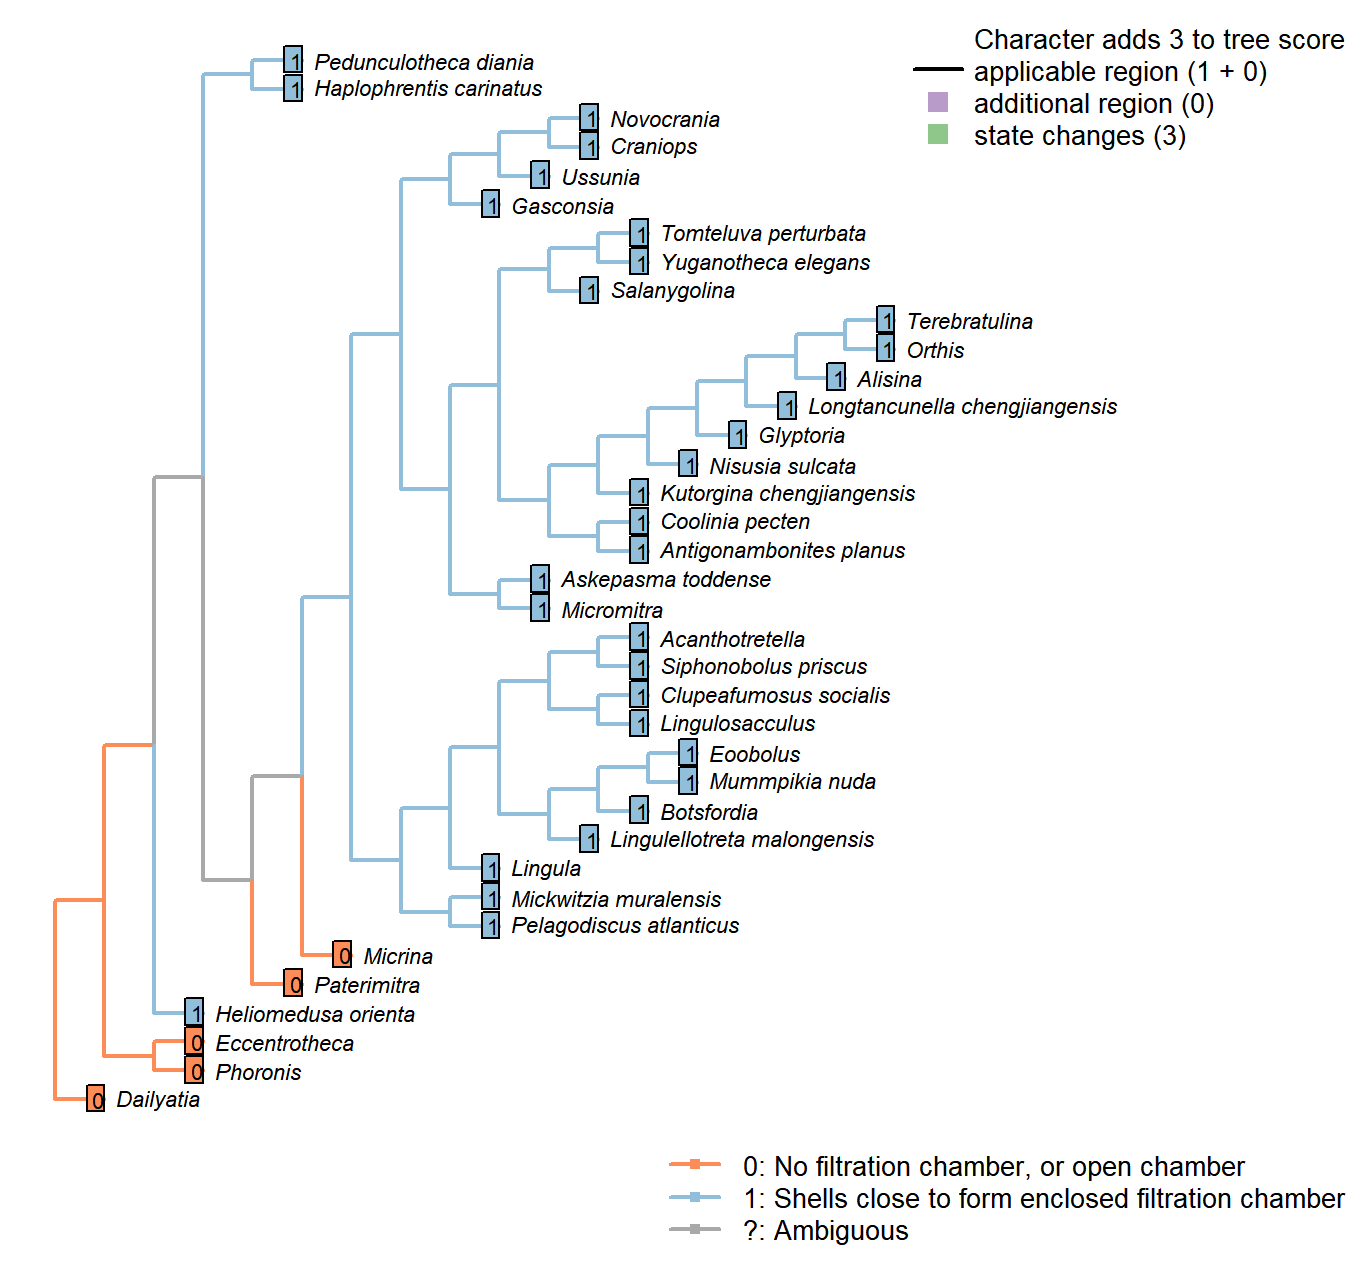 Character adds 3 to tree score
applicable region (1 + 0)
additional region (0)
state changes (3)
1 Pedunculotheca diania
1 Haplophrentis carinatus
1 Novocrania
1 Craniops
1 Ussunia
1 Gasconsia
1 Tomteluva perturbata
1 Yuganotheca elegans
1 Salanygolina
1 Terebratulina
1 Orthis
1 Alisina
1 Longtancunella chengjiangensis
1 Glyptoria
1 Nisusia sulcata
1 Kutorgina chengjiangensis
1 Coolinia pecten
1 Antigonambonites planus
1 Askepasma toddense
1 Micromitra
1 Acanthotretella
1 Siphonobolus priscus
1 Clupeafumosus socialis
1 Lingulosacculus
1 Eoobolus
1 Mummpikia nuda
1 Botsfordia
1 Lingulellotreta malongensis
1 Lingula
1 Mickwitzia muralensis
1 Pelagodiscus atlanticus
0 Micrina
0 Paterimitra
1 Heliomedusa orienta
0 Eccentrotheca
0 Phoronis
0 Dailyatia
0: No filtration chamber, or open chamber
1: Shells close to form enclosed filtration chamber
?: Ambiguous